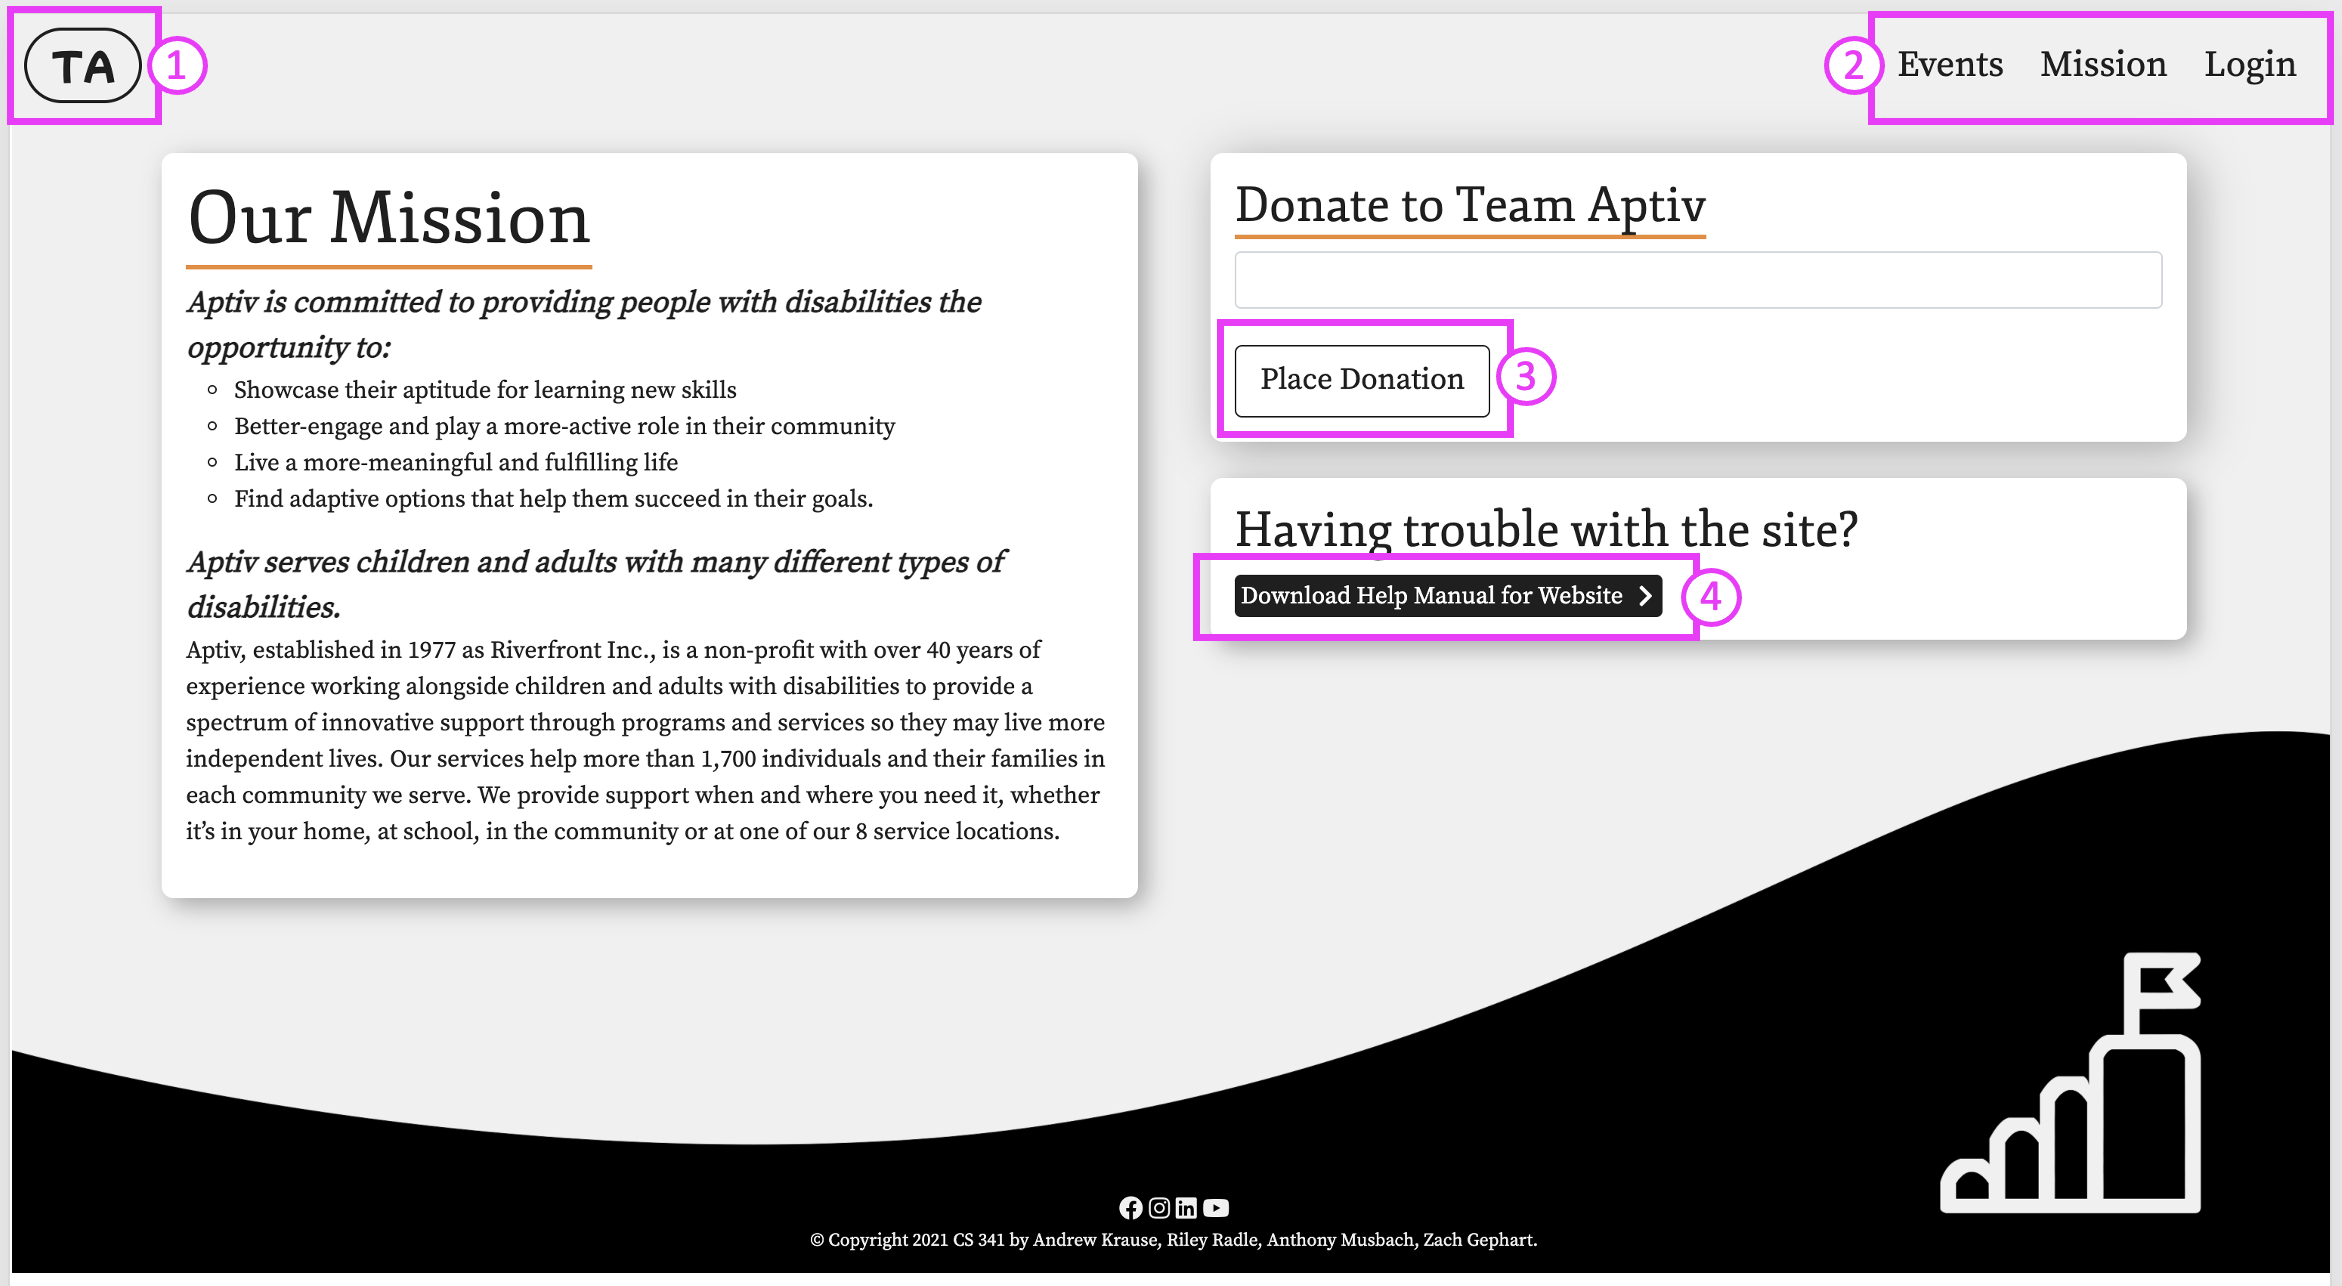 TA
1
2
Events
Mission
Login
Our Mission
Aptiv is committed to providing people with disabilities the
opportunity to:
Showcase their aptitude for learning new skills
Better-engage and play a more-active role in their community
Live a more-meaningful and fulfilling life
Find adaptive options that help them succeed in their goals.
Aptiv serves children and adults with many different types of
disabilities.
Aptiv, established in 1977 as Riverfront Inc., is a non-profit with over 40 years of
experience working alongside children and adults with disabilities to provide a
spectrum of innovative support through programs and services so they may live more
independent lives. Our services help more than 1,700 individuals and their families in
each community we serve. We provide support when and where you need it, whether
it’s in your home, at school, in the community or at one of our 8 service locations.
Donate to Team Aptiv
Place Donation
3
Having trouble with the site?
Download Help Manual for Website
4
© Copyright 2021 CS 341 by Andrew Krause, Riley Radle, Anthony Musbach, Zach Gephart.